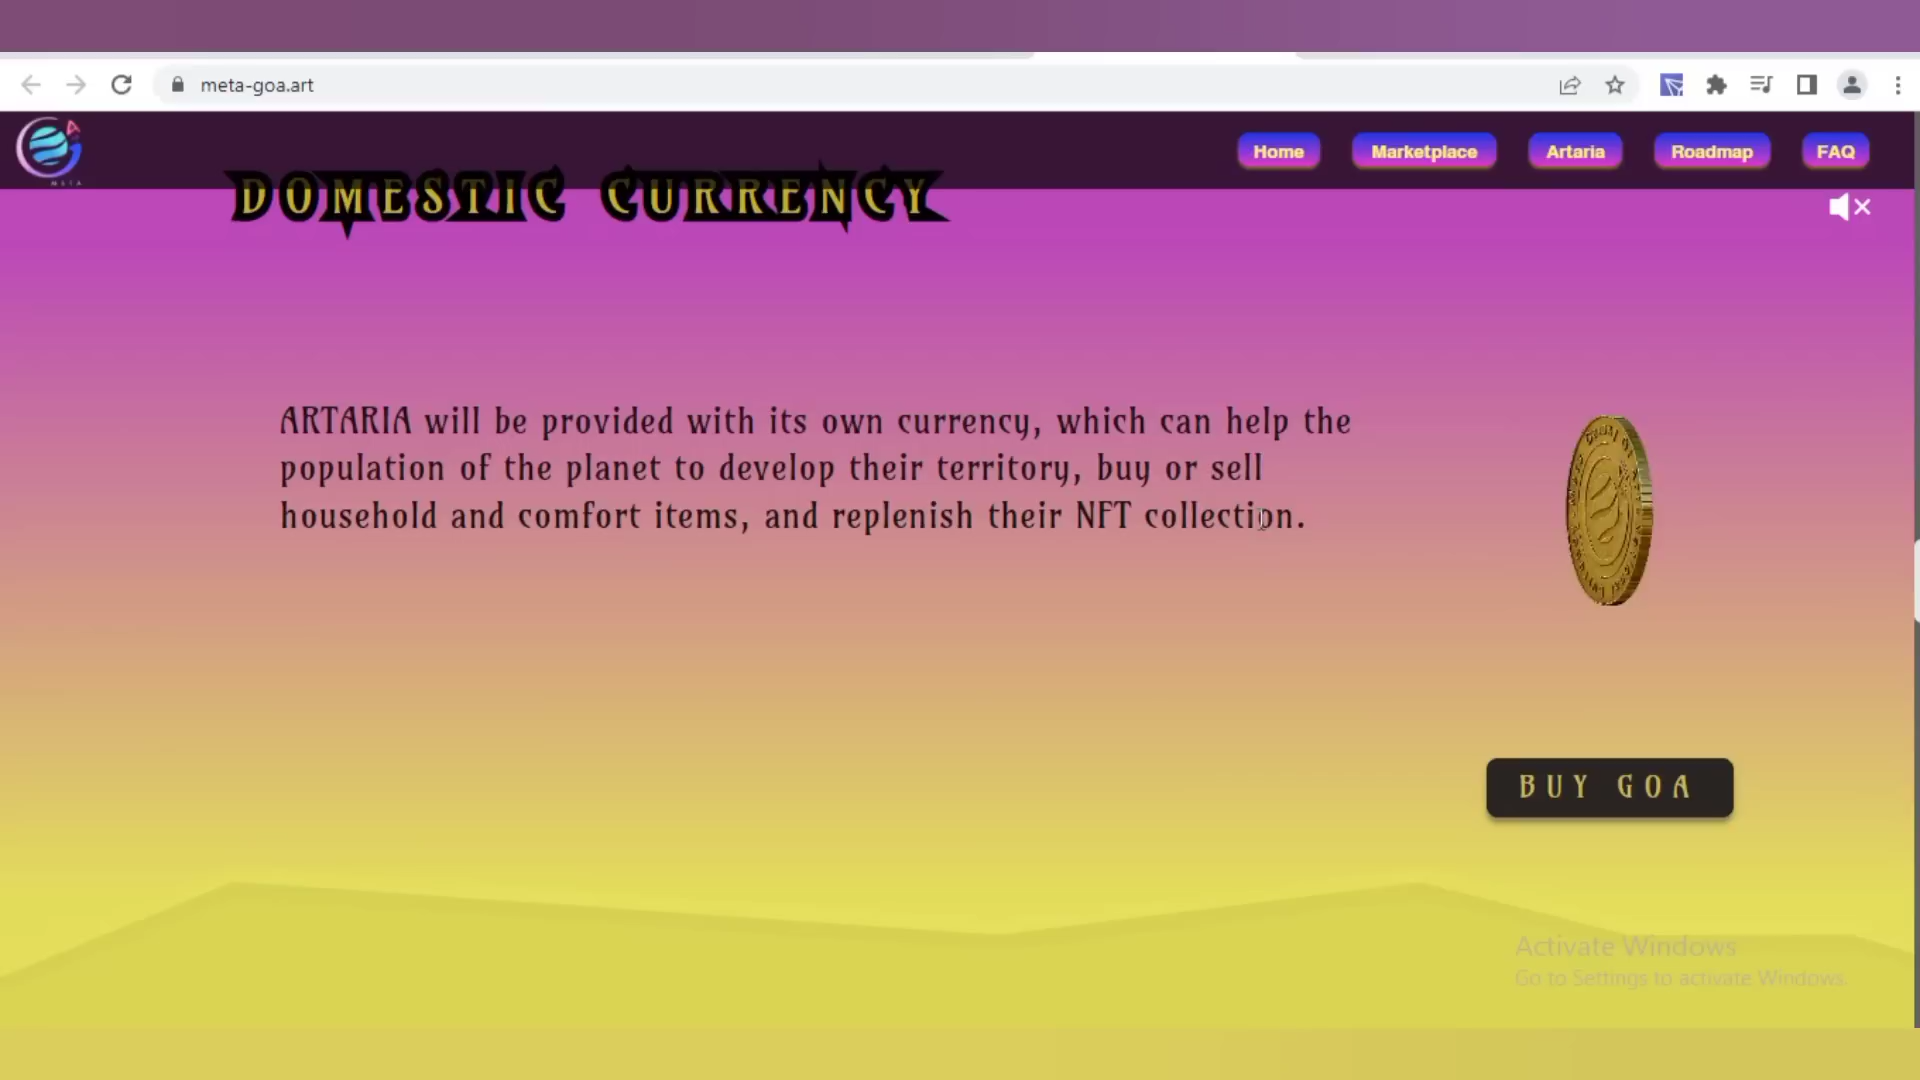 meta-goa.art
META
Home
Marketplace
Artaria
Roadmap
FAQ
DOMESTIC CURRENCY
ARTARIA will be provided with its own currency, which can help the
population of the planet to develop their territory, buy or sell
household and comfort items, and replenish their NFT collection.
BUY GOA
Activate Windows
Go to Settings to activate Windows.